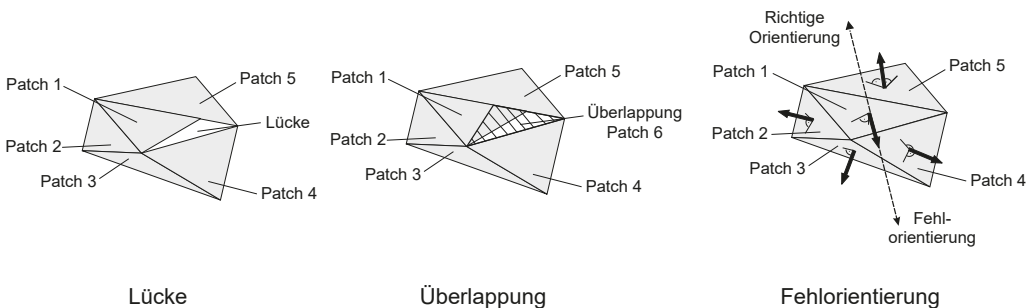 Patch 1
Patch 5
Lücke
Patch 2
Patch 3
Patch 4
Lücke
Patch 1
Patch 5
Überlappung
Patch 6
Patch 2
Patch 3
Patch 4
Überlappung
Richtige
Orientierung
Patch 1
Patch 5
Patch 2
Patch 3
Patch 4
Fehl-
orientierung
Fehlorientierung